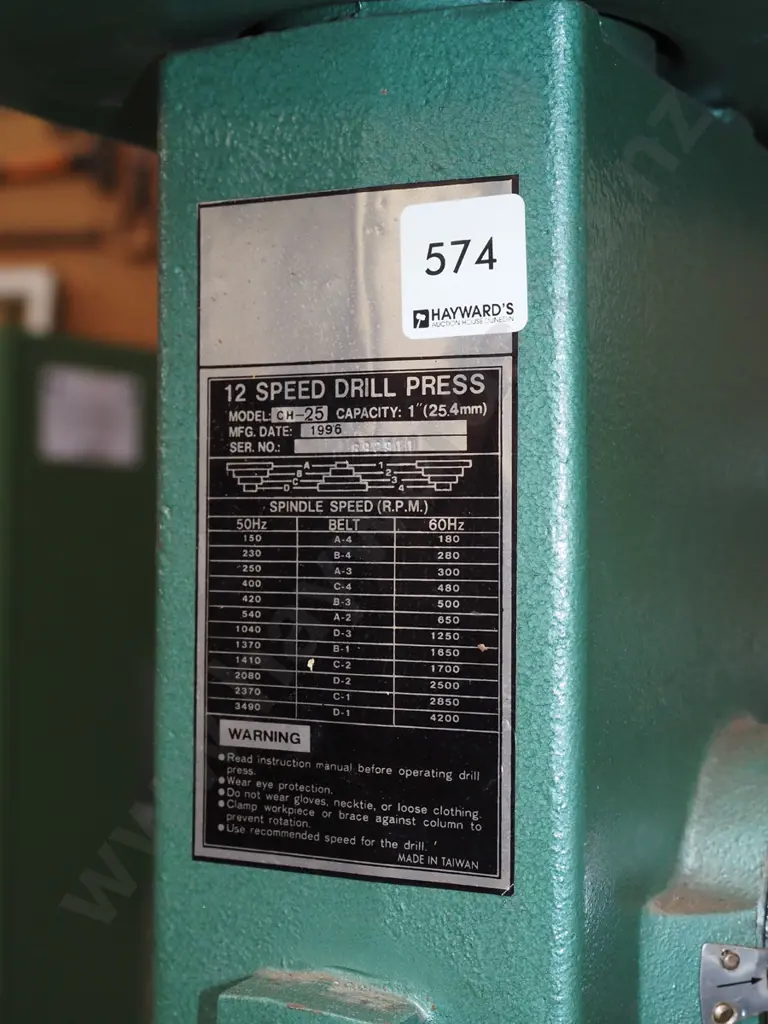 574
HAYWARD'S
AUCTION HOUSE DUNEDIN
12 SPEED DRILL PRESS
MODEL: CH-25 CAPACITY: 1"(25.4mm)
MFG. DATE: 1996
SER. NO.:
A 1
B 2
C 3
D 4
SPINDLE SPEED (R.P.M.)
50Hz BELT 60Hz
150 A-4 180
230 B-4 280
250 A-3 300
400 C-4 480
420 B-3 500
540 A-2 650
1040 D-3 1250
1370 B-1 1650
1410 C-2 1700
2080 D-2 2500
2370 C-1 2850
3490 D-1 4200
WARNING
●Read instruction manual before operating drill
press.
●Wear eye protection.
●Do not wear gloves, necktie, or loose clothing.
●Clamp workpiece or brace against column to
prevent rotation.
●Use recommended speed for the drill.
MADE IN TAIWAN